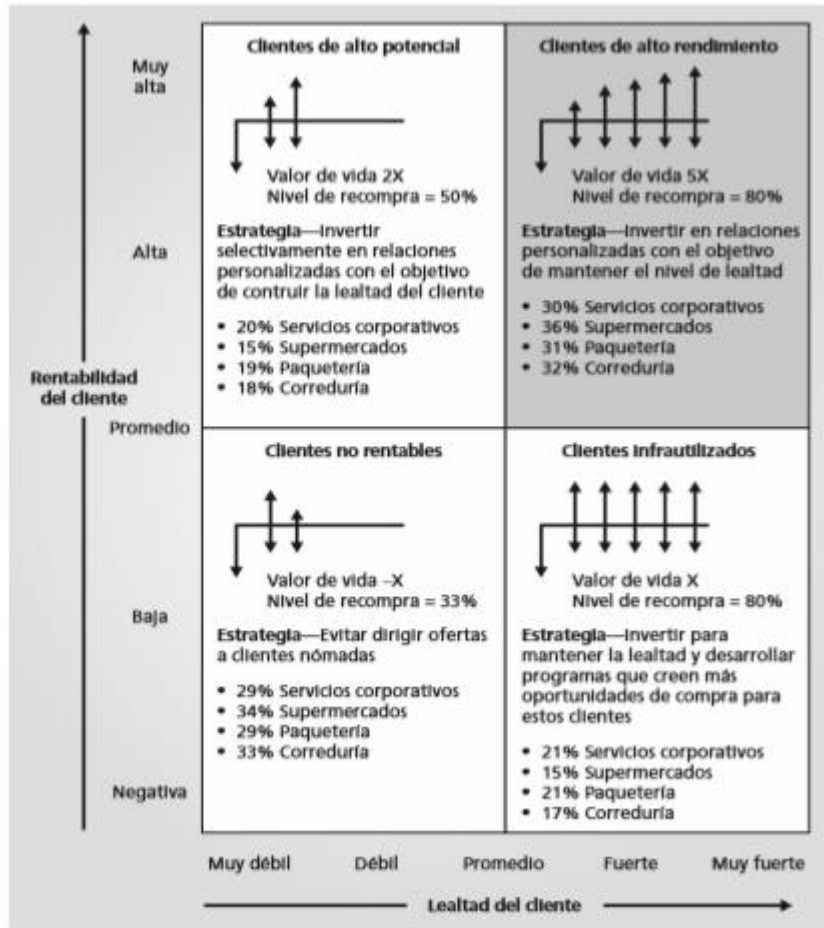 Muy
alta
Alta
Rentabilidad
del cliente
Promedio
Baja
Negativa
Clientes de alto potencial
Valor de vida 2X
Nivel de recompra = 50%
Estrategia—Invertir
selectivamente en relaciones
personalizadas con el objetivo
de contruir la lealtad del cliente
• 20% Servicios corporativos
• 15% Supermercados
• 19% Paquetería
• 18% Correduría
Clientes de alto rendimiento
Valor de vida 5X
Nivel de recompra = 80%
Estrategia—Invertir en relaciones
personalizadas con el objetivo
de mantener el nivel de lealtad
• 30% Servicios corporativos
• 36% Supermercados
• 31% Paquetería
• 32% Correduría
Clientes no rentables
Valor de vida –X
Nivel de recompra = 33%
Estrategia—Evitar dirigir ofertas
a clientes nómadas
• 29% Servicios corporativos
• 34% Supermercados
• 29% Paquetería
• 33% Correduría
Clientes infrautilizados
Valor de vida X
Nivel de recompra = 80%
Estrategia—Invertir para
mantener la lealtad y desarrollar
programas que creen más
oportunidades de compra para
estos clientes
• 21% Servicios corporativos
• 15% Supermercados
• 21% Paquetería
• 17% Correduría
Muy débil Débil Promedio Fuerte Muy fuerte
Lealtad del cliente